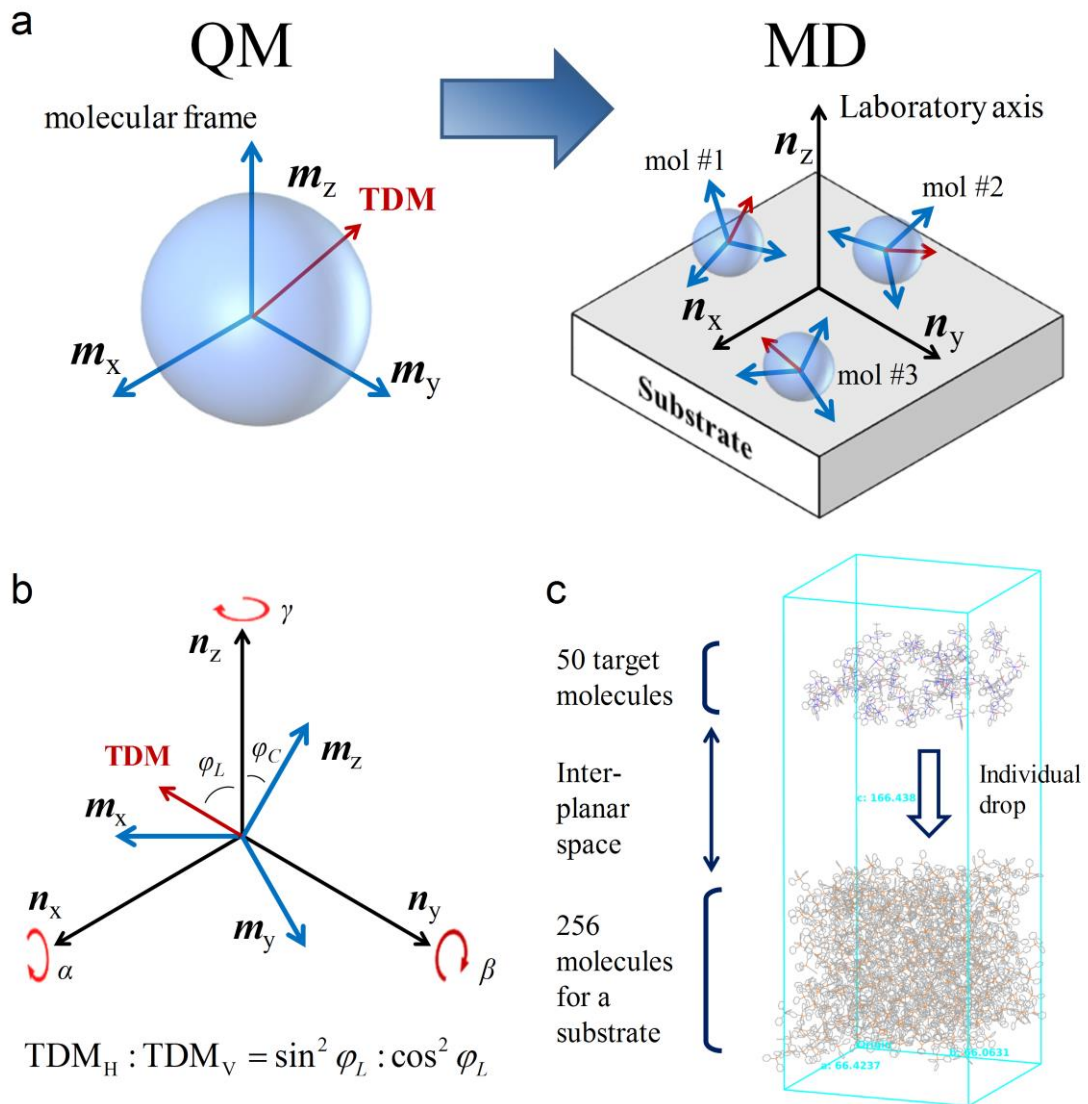 a
QM
MD
molecular frame
m_z
TDM
m_x
m_y
Laboratory axis
n_z
mol #1
mol #2
n_x
n_y
mol #3
Substrate
b
γ
n_z
TDM
φ_L
φ_C
m_z
m_x
n_x
n_y
m_y
α
β
TDM_H : TDM_V = sin² φ_L : cos² φ_L
c
50 target
molecules
Inter-
planar
space
c: 166.438
Individual
drop
256
molecules
for a
substrate
a: 66.4237